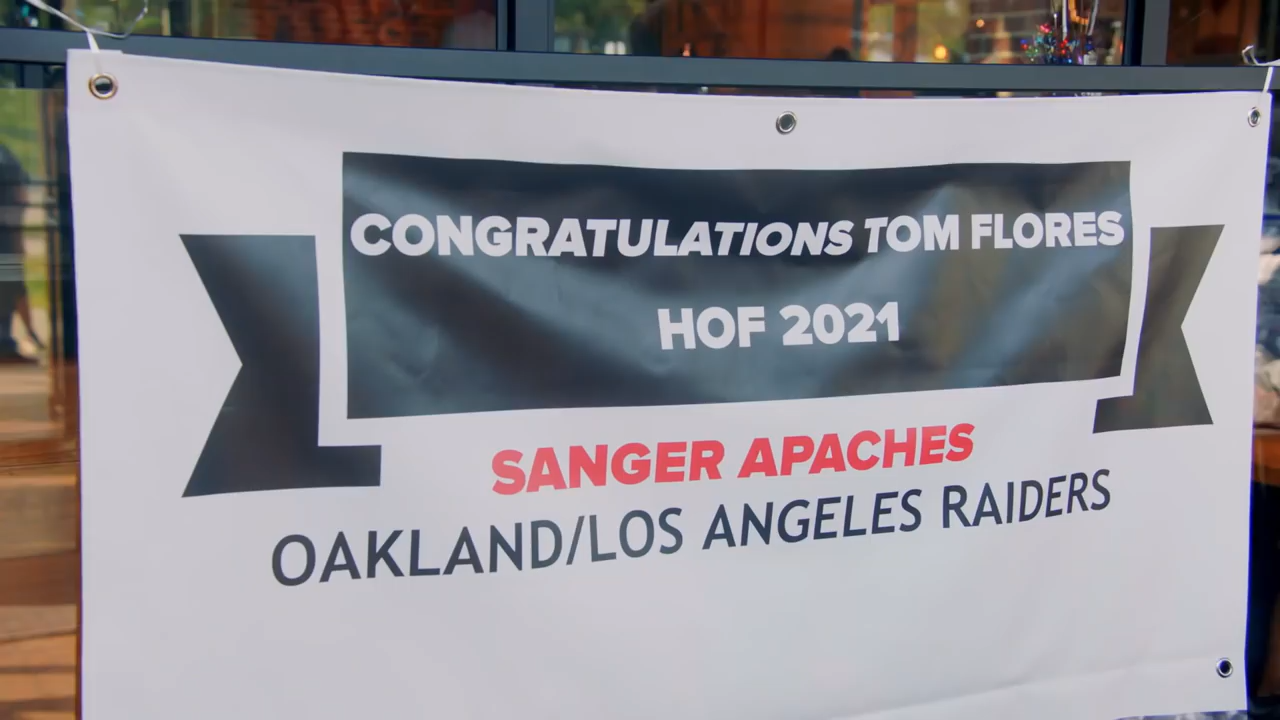 CONGRATULATIONS TOM FLORES
HOF 2021
SANGER APACHES
OAKLAND/LOS ANGELES RAIDERS